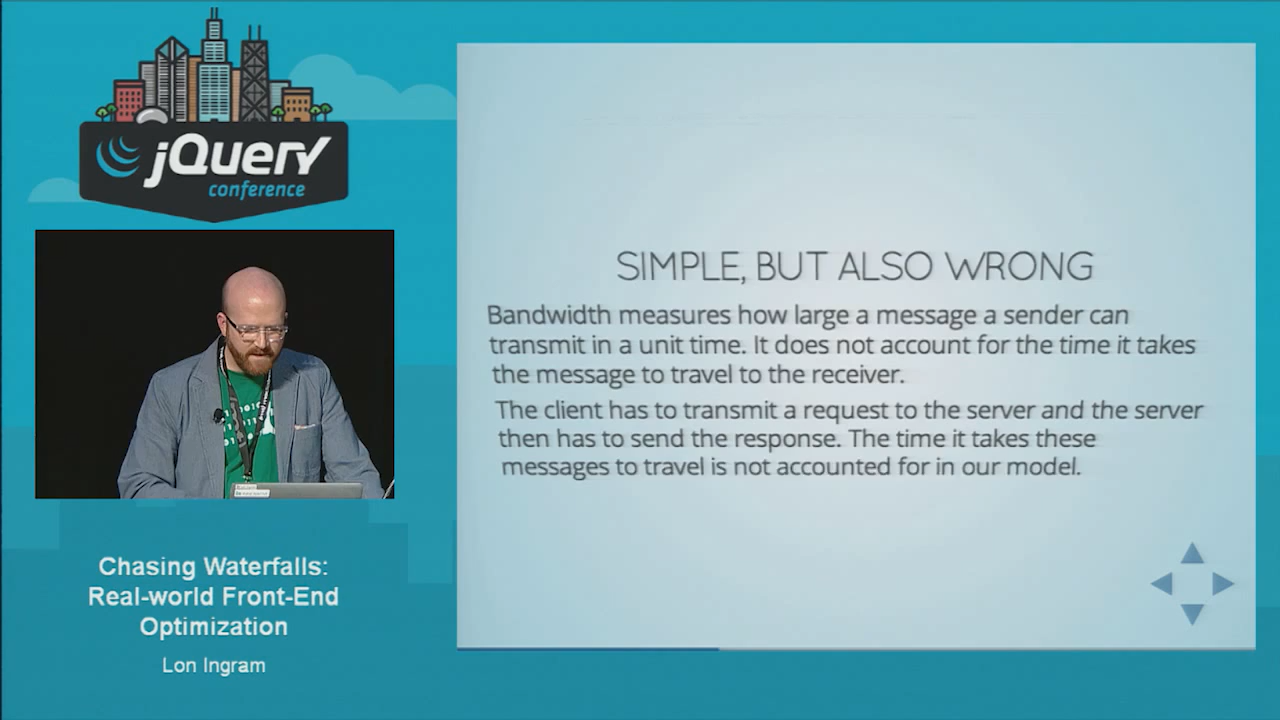 jQuery
conference
SIMPLE, BUT ALSO WRONG
Bandwidth measures how large a message a sender can
transmit in a unit time. It does not account for the time it takes
the message to travel to the receiver.
The client has to transmit a request to the server and the server
then has to send the response. The time it takes these
messages to travel is not accounted for in our model.
Chasing Waterfalls:
Real-world Front-End
Optimization
Lon Ingram